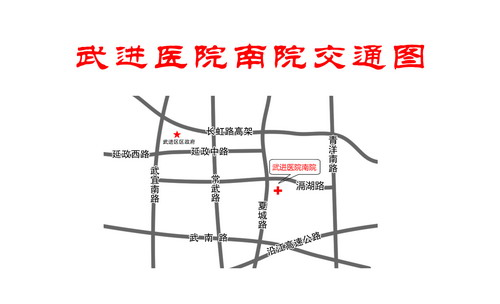 武进医院南院交通图
长虹路高架
武进区区政府
延政西路
延政中路
青洋南路
武进医院南院
武宜南路
常武路
滆湖路
夏城路
武南路
沿江高速公路